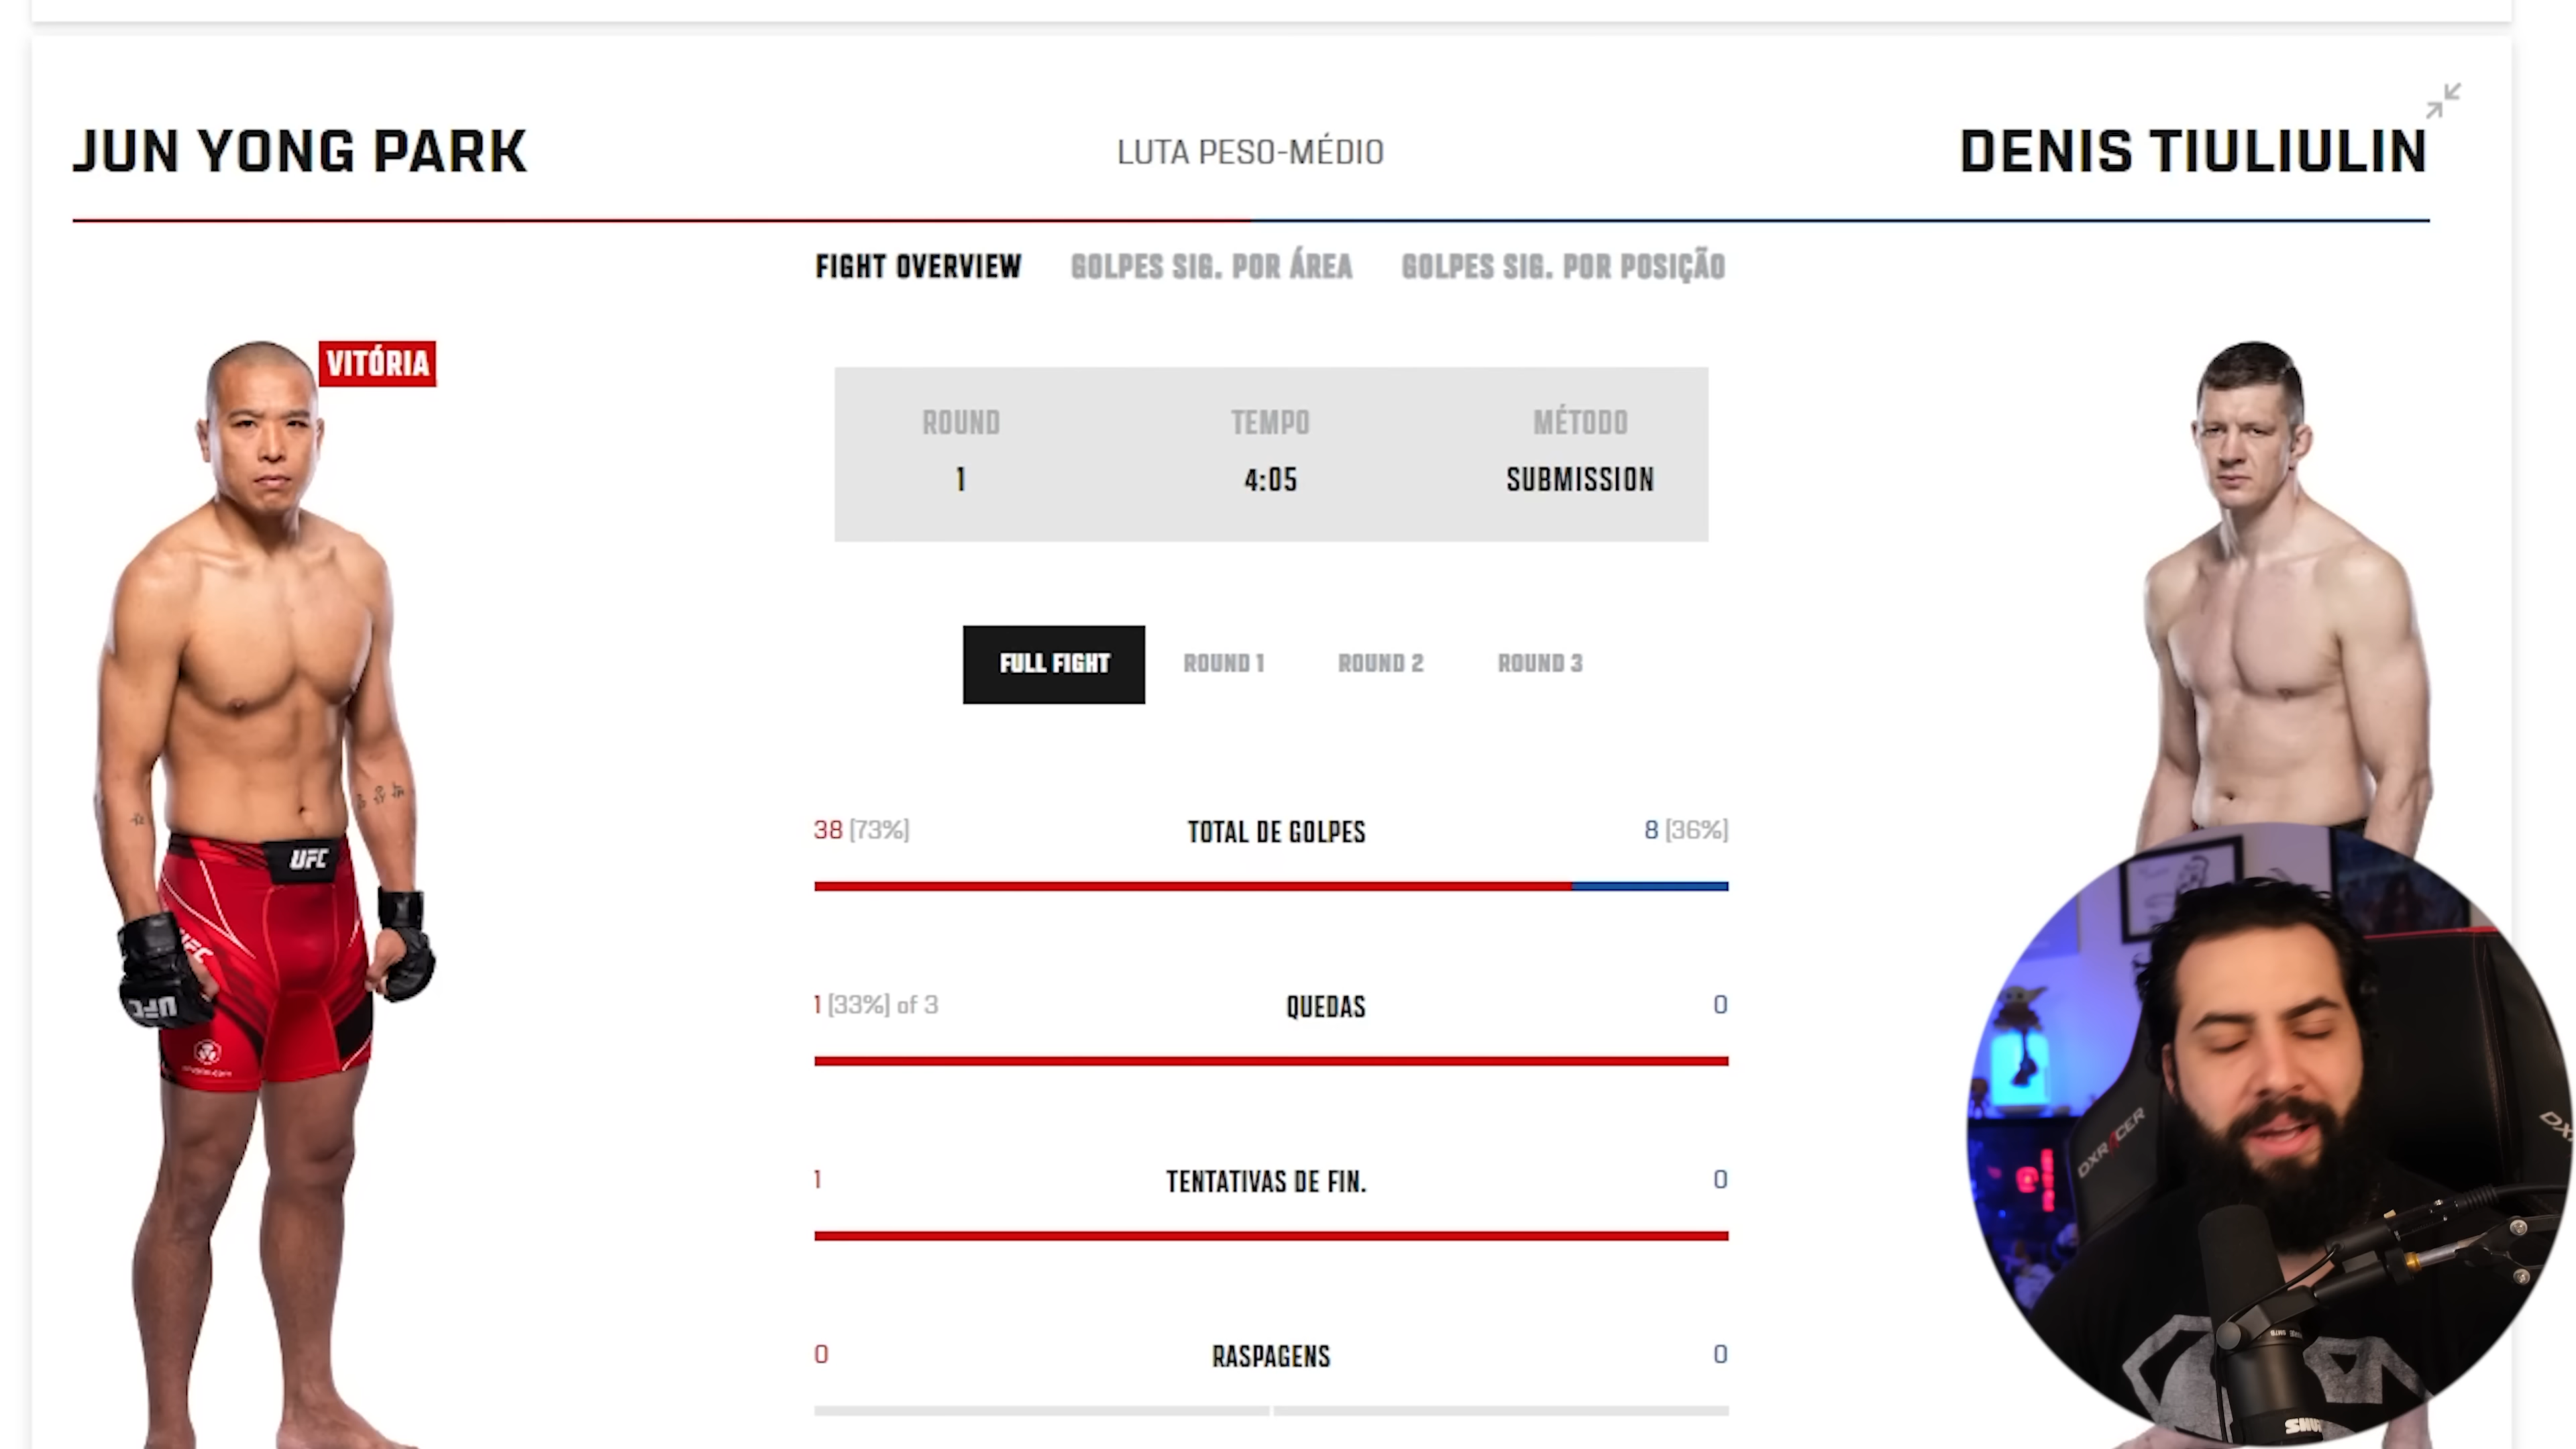 JUN YONG PARK
LUTA PESO-MÉDIO
DENIS TIULIULIN
FIGHT OVERVIEW
GOLPES SIG. POR ÁREA
GOLPES SIG. POR POSIÇÃO
VITÓRIA
ROUND
TEMPO
MÉTODO
1
4:05
SUBMISSION
FULL FIGHT
ROUND 1
ROUND 2
ROUND 3
38 [73%]
TOTAL DE GOLPES
8 [36%]
UFC
1 [33%] of 3
QUEDAS
0
UFC
UFC
1
TENTATIVAS DE FIN.
0
DXRACER
0
RASPAGENS
0